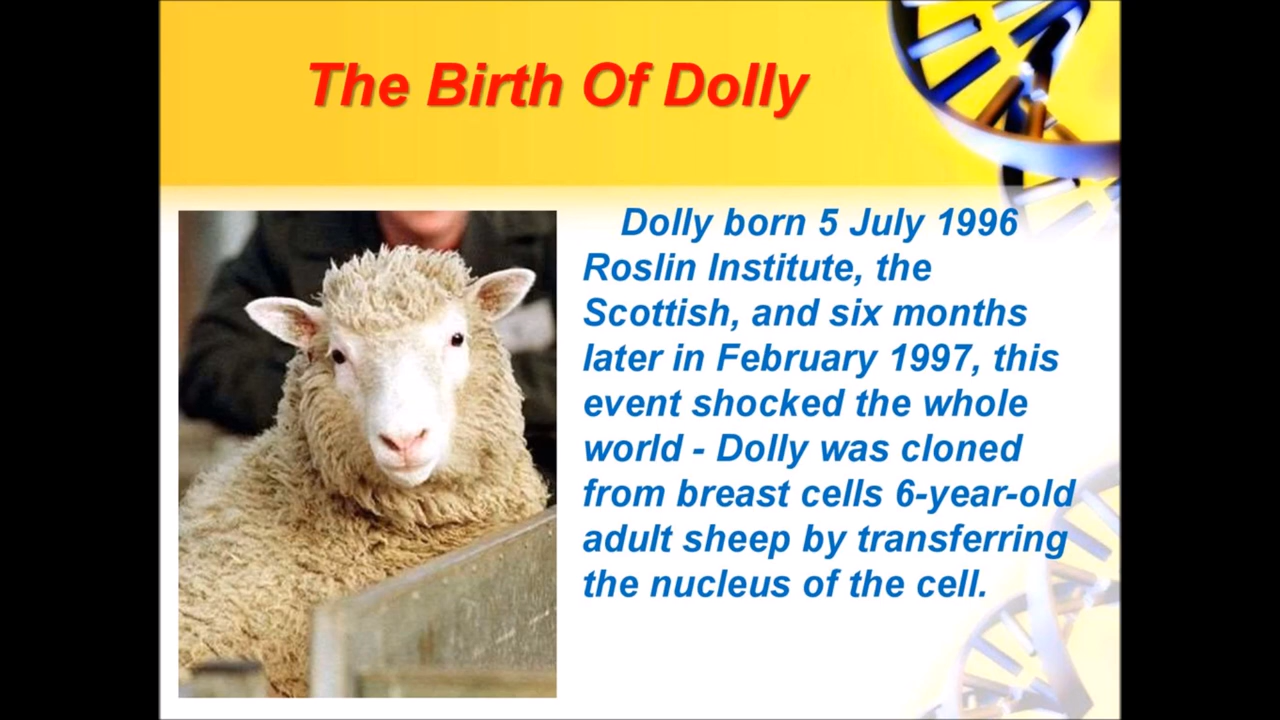 The Birth Of Dolly
Dolly born 5 July 1996
Roslin Institute, the
Scottish, and six months
later in February 1997, this
event shocked the whole
world - Dolly was cloned
from breast cells 6-year-old
adult sheep by transferring
the nucleus of the cell.